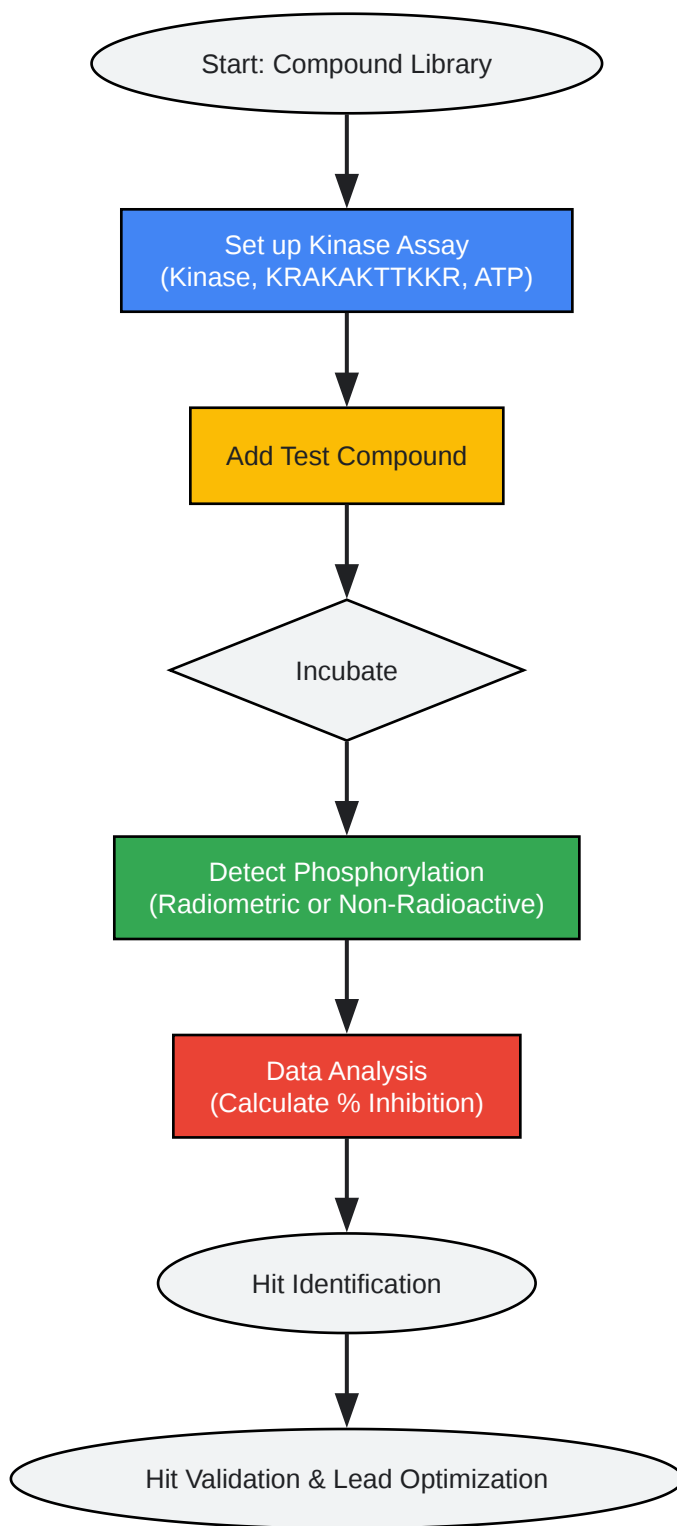 Start: Compound Library
Set up Kinase Assay
(Kinase, KRAKAKTTKKR, ATP)
Add Test Compound
Incubate
Detect Phosphorylation
(Radiometric or Non-Radioactive)
Data Analysis
(Calculate % Inhibition)
Hit Identification
Hit Validation & Lead Optimization